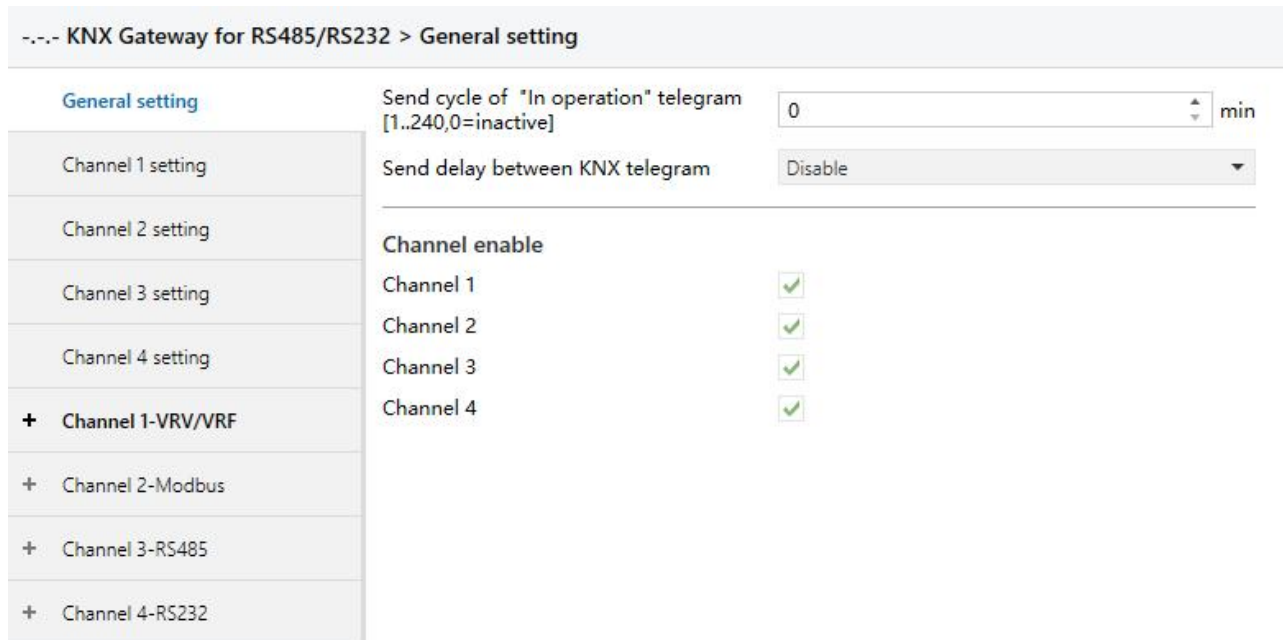 -.-.- KNX Gateway for RS485/RS232 > General setting
General setting
Channel 1 setting
Channel 2 setting
Channel 3 setting
Channel 4 setting
+ Channel 1-VRV/VRF
+ Channel 2-Modbus
+ Channel 3-RS485
+ Channel 4-RS232
Send cycle of "In operation" telegram
[1..240,0=inactive]
0 min
Send delay between KNX telegram Disable
Channel enable
Channel 1
Channel 2
Channel 3
Channel 4